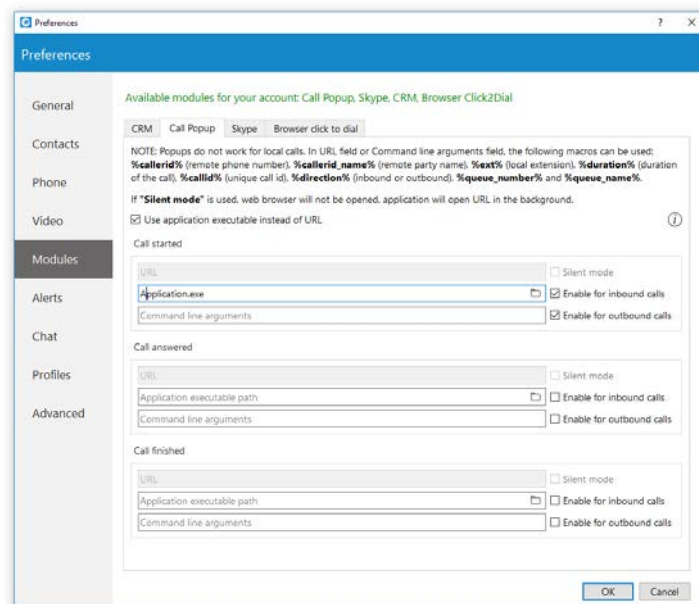 Preferences
?
Preferences
General
Contacts
Phone
Video
Modules
Alerts
Chat
Profiles
Advanced
Available modules for your account: Call Popup, Skype, CRM, Browser Click2Dial
CRM Call Popup Skype Browser click to dial
NOTE: Popups do not work for local calls. In URL field or Command line arguments field, the following macros can be used:
%callerid% (remote phone number), %callerid_name% (remote party name), %ext% (local extension), %duration% (duration
of the call), %callid% (unique call id), %direction% (inbound or outbound), %queue_number% and %queue_name%.
If "Silent mode" is used, web browser will not be opened, application will open URL in the background.
Use application executable instead of URL
Call started
URL Silent mode
Application.exe Enable for inbound calls
Command line arguments Enable for outbound calls
Call answered
URL Silent mode
Application executable path Enable for inbound calls
Command line arguments Enable for outbound calls
Call finished
URL Silent mode
Application executable path Enable for inbound calls
Command line arguments Enable for outbound calls
OK Cancel